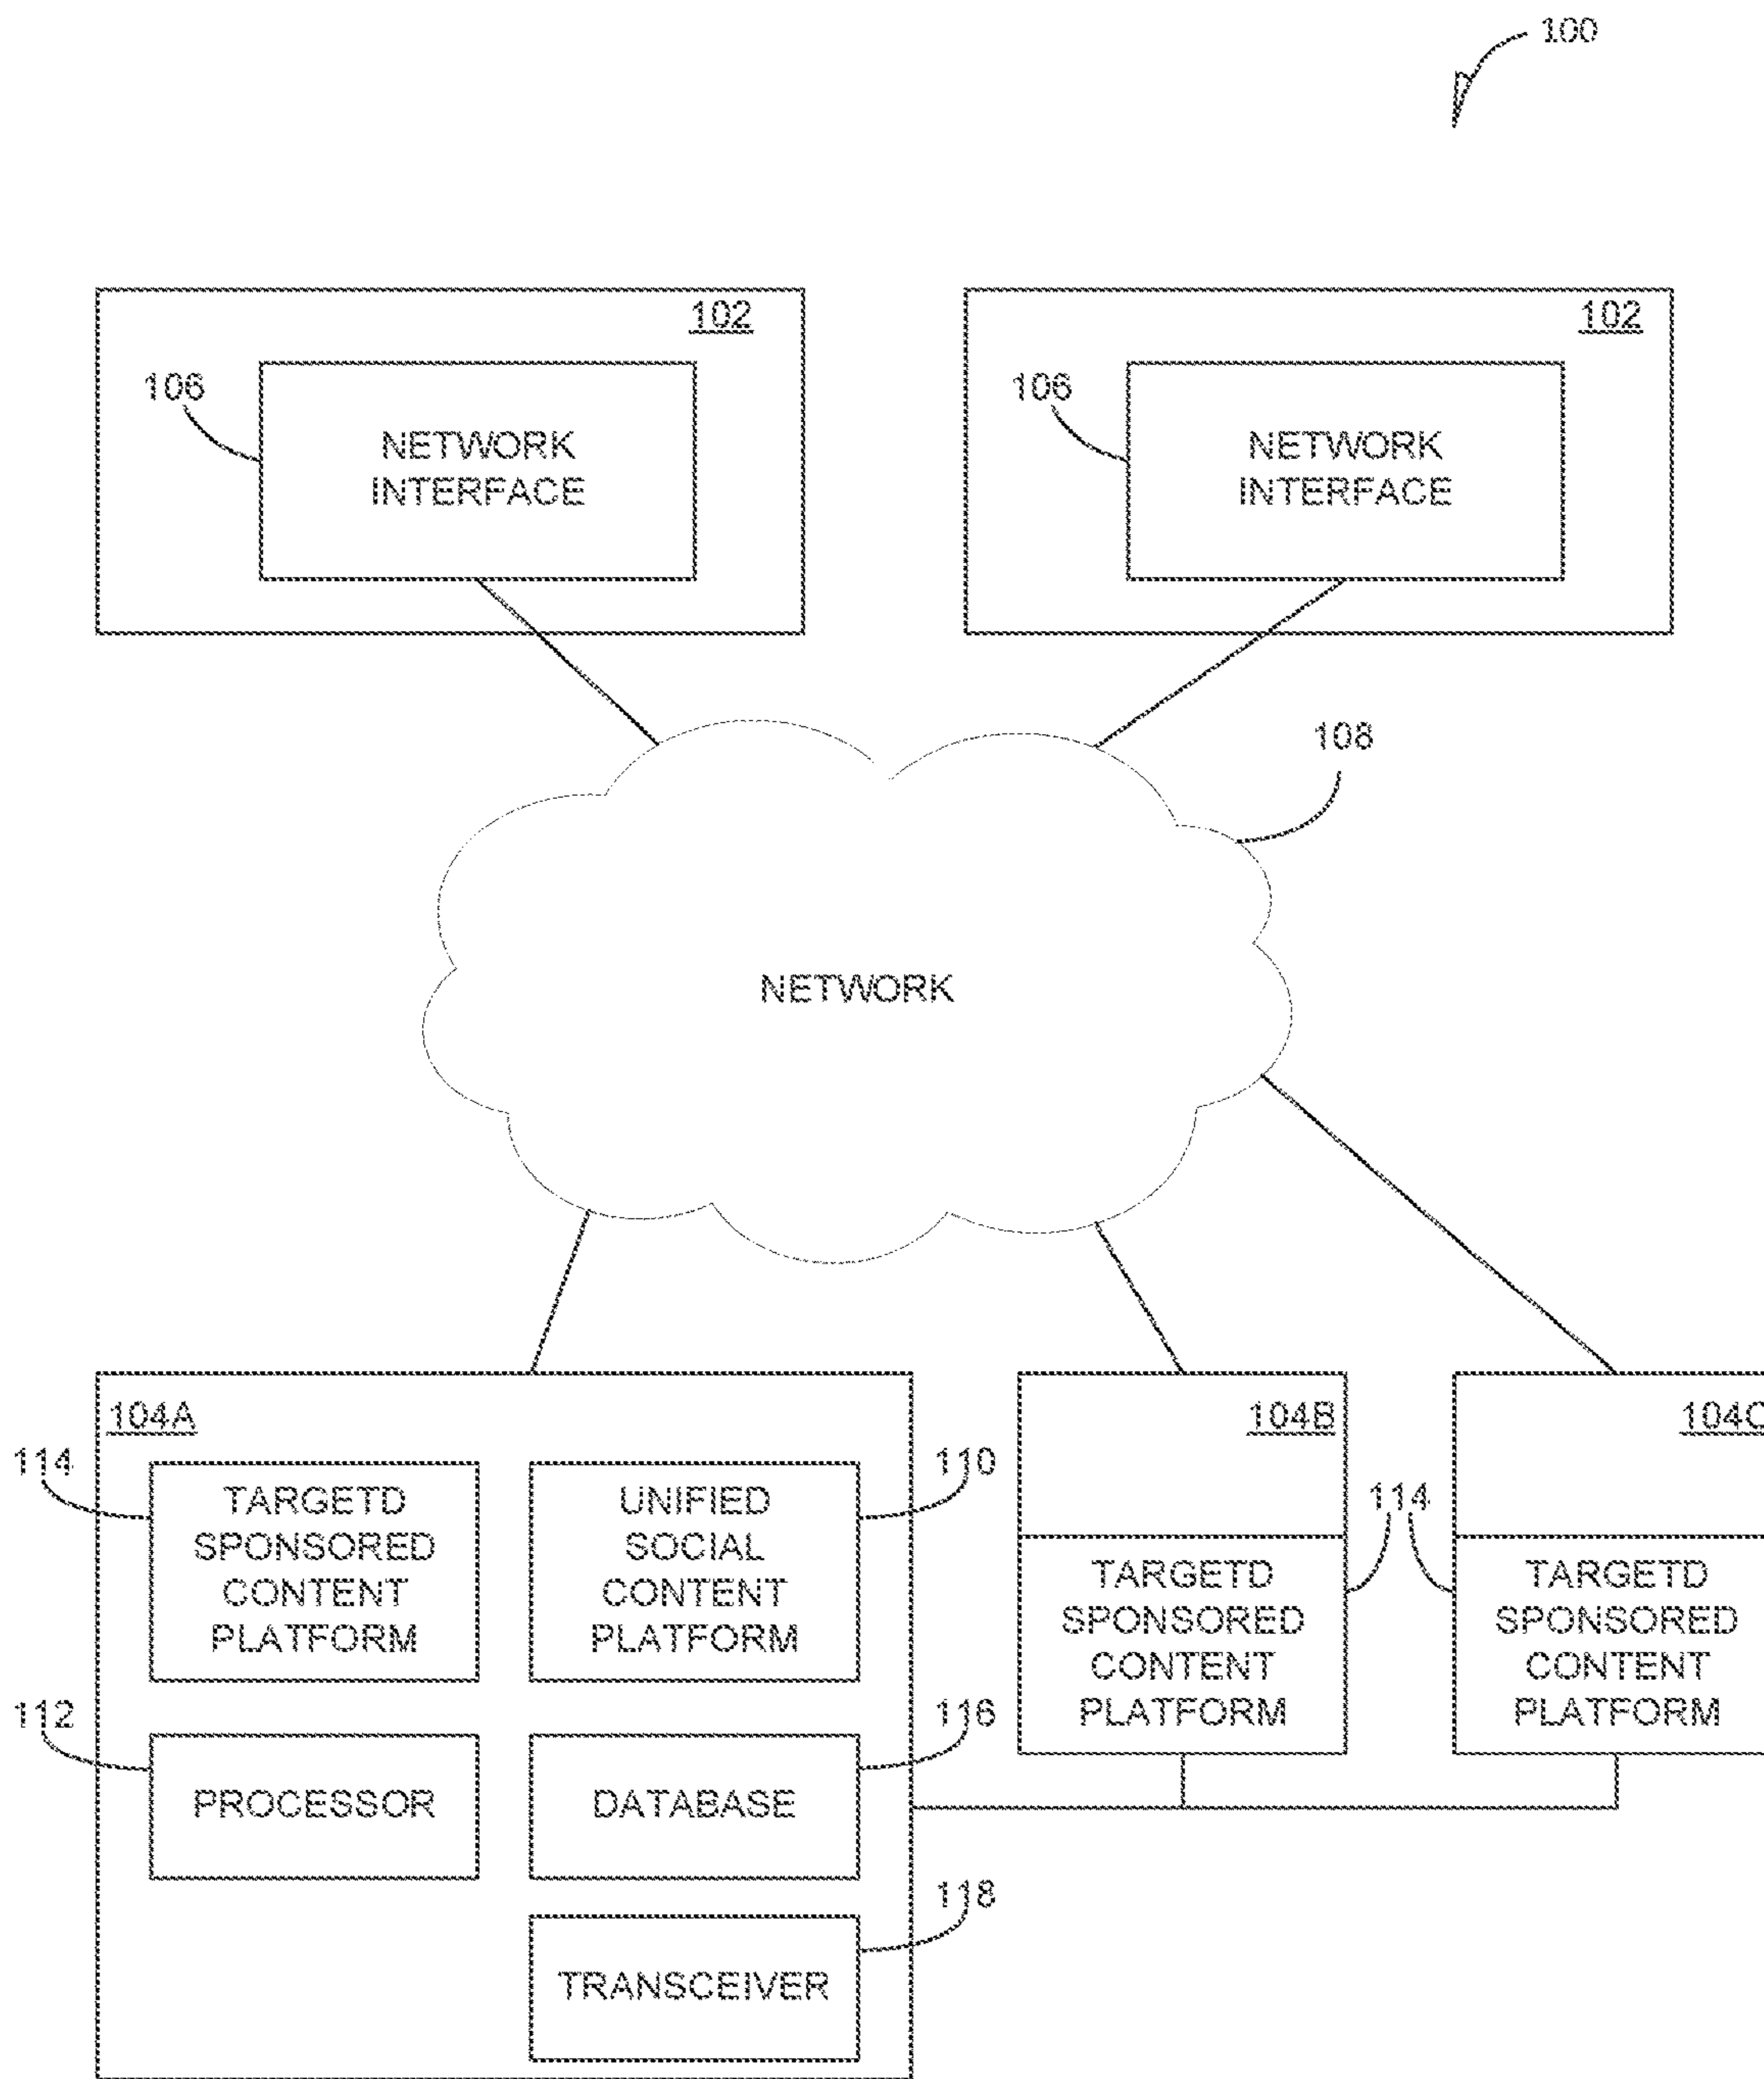 100
102
102
106
NETWORK
INTERFACE
106
NETWORK
INTERFACE
108
NETWORK
104A
104B
104C
114
TARGETD
SPONSORED
CONTENT
PLATFORM
UNIFIED
SOCIAL
CONTENT
PLATFORM
110
TARGETD
SPONSORED
CONTENT
PLATFORM
114
TARGETD
SPONSORED
CONTENT
PLATFORM
112
PROCESSOR
DATABASE
116
TRANSCEIVER
118